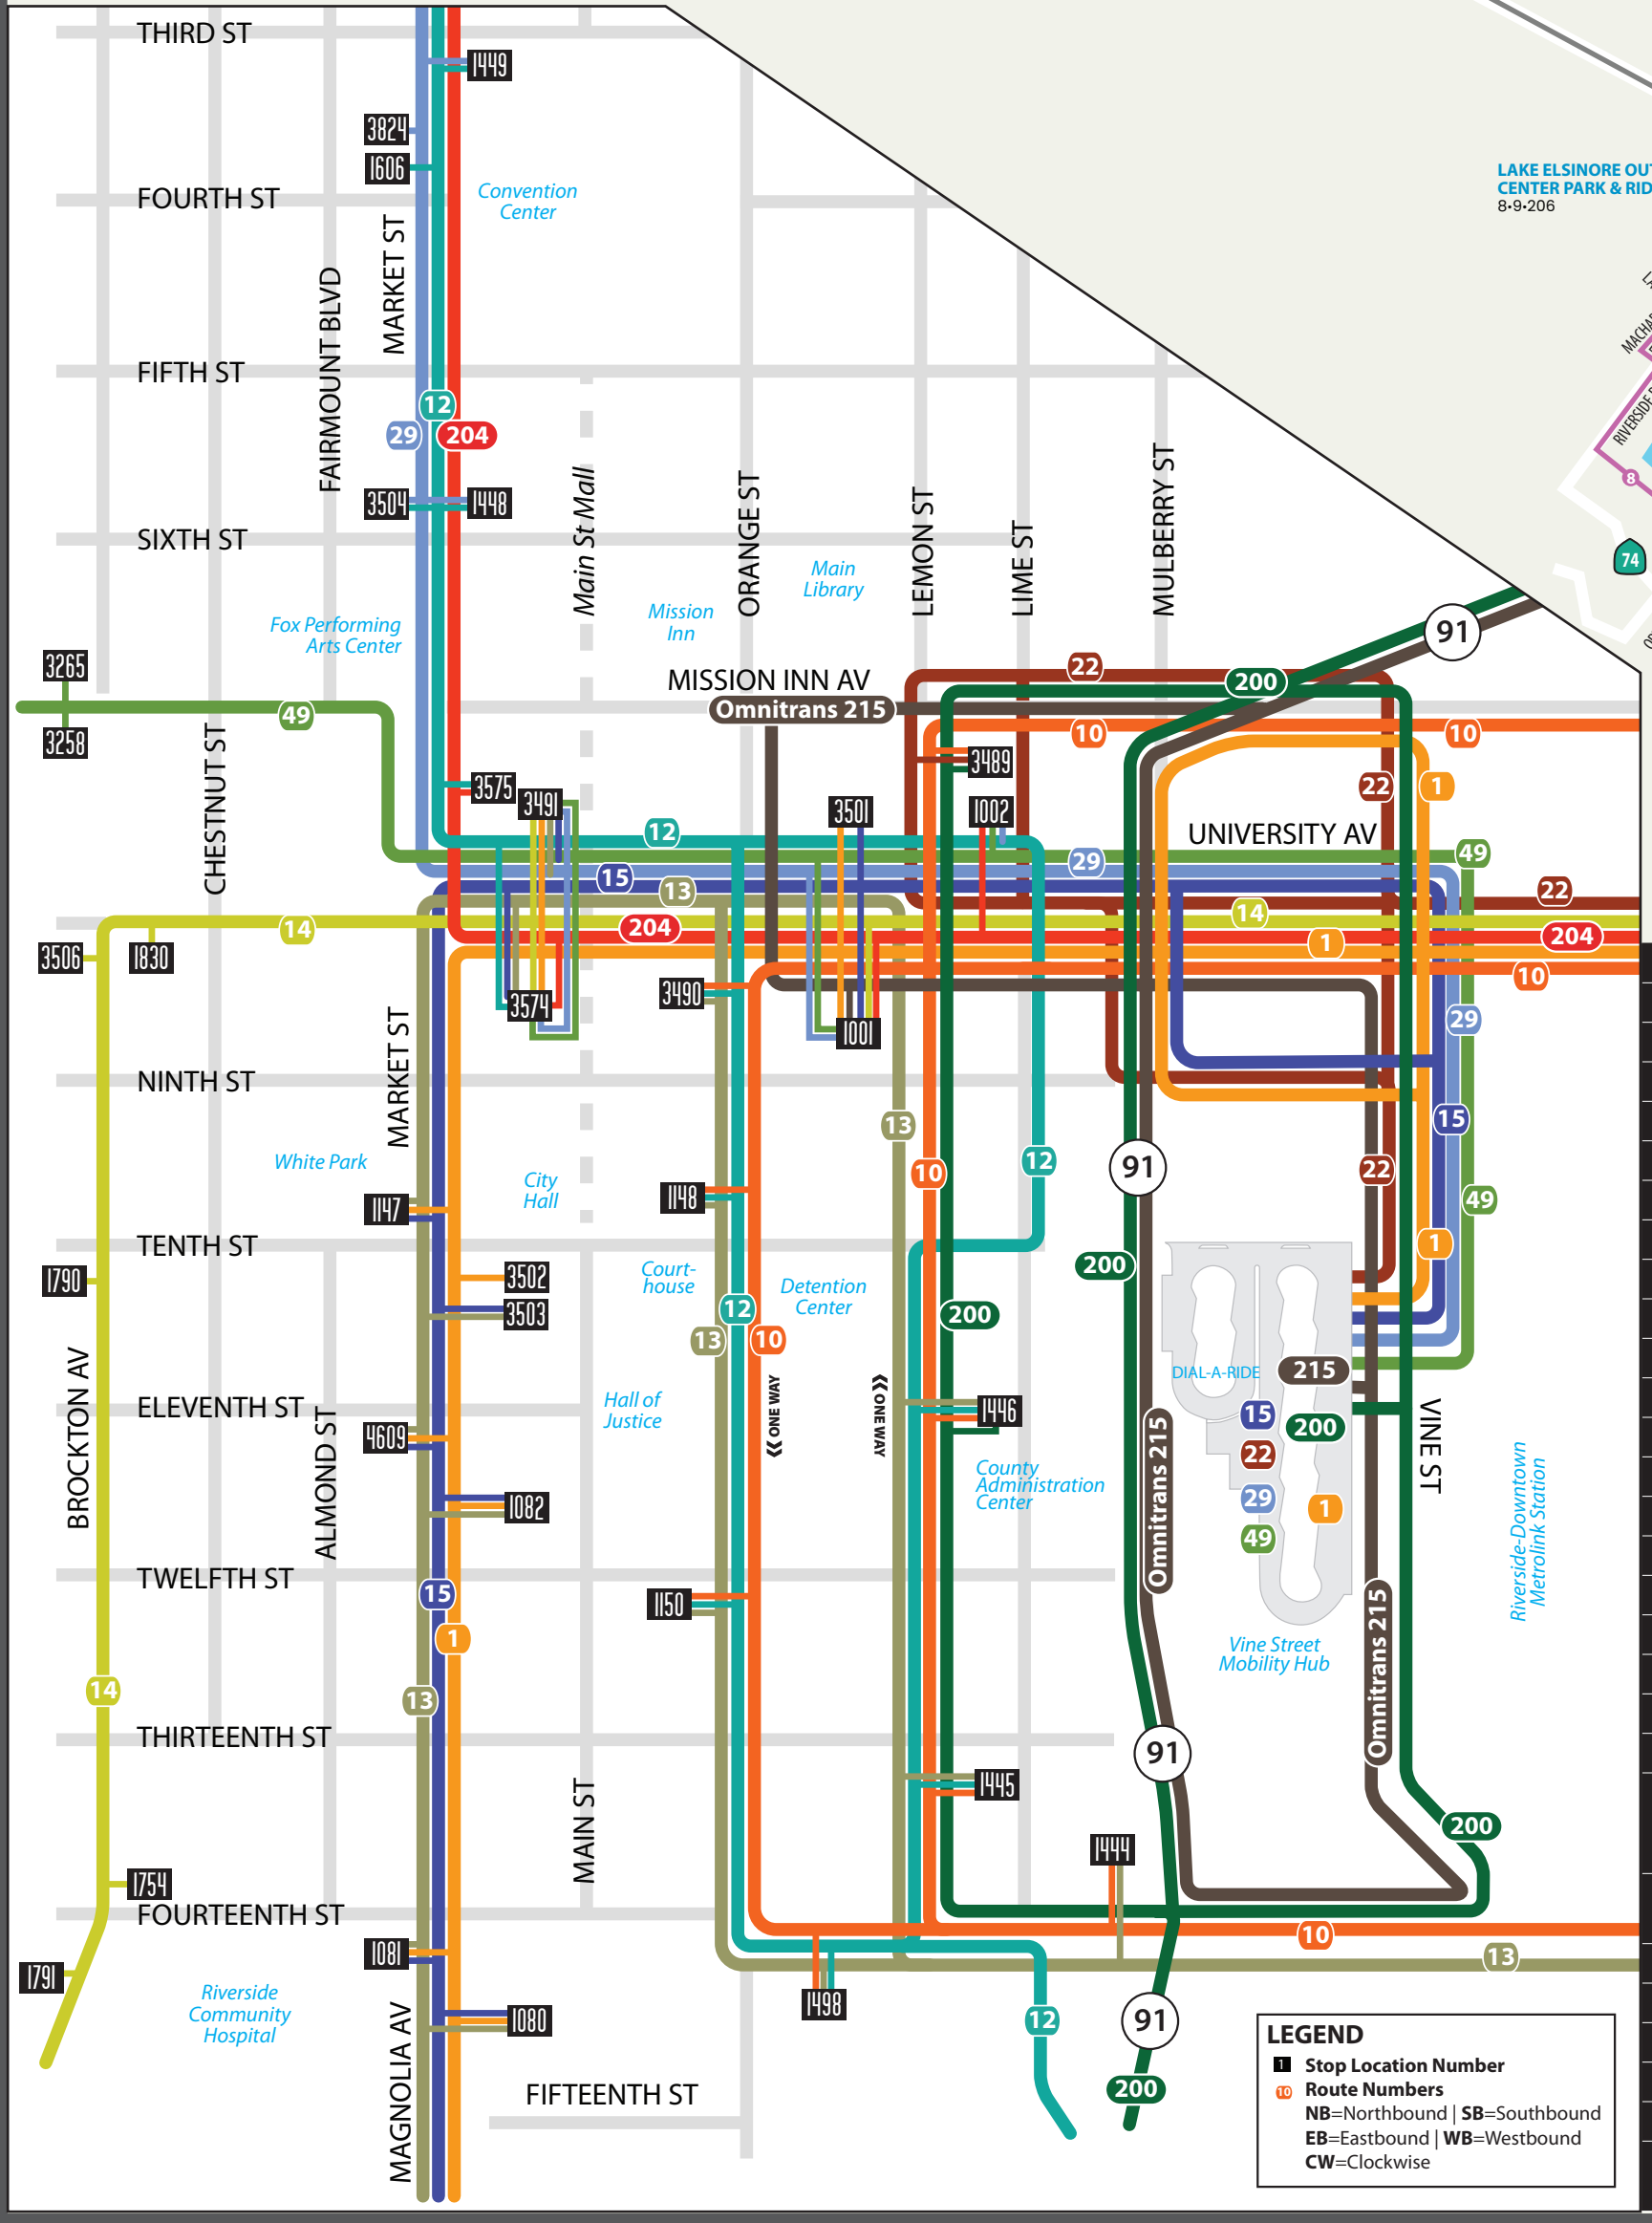 THIRD ST
1449
3824
1606
FOURTH ST
Convention
Center
MARKET ST
FAIRMOUNT BLVD
LAKE ELSINORE OU
CENTER PARK & RID
8•9•206
MACHA
RIVERSIDE
8
74
FIFTH ST
12
29
204
3504
1448
SIXTH ST
Main St Mall
ORANGE ST
LEMON ST
LIME ST
MULBERRY ST
Main
Library
Mission
Inn
Fox Performing
Arts Center
91
3265
3258
49
CHESTNUT ST
MISSION INN AV
Omnitrans 215
22
200
10
10
3575
3491
3489
3501
1002
22
1
UNIVERSITY AV
12
29
49
15
13
22
14
14
204
1
204
10
3506
1830
3574
3490
1001
MARKET ST
29
NINTH ST
13
15
White Park
City
Hall
1147
1148
10
12
91
22
49
TENTH ST
1
1790
3502
3503
Court-
house
Detention
Center
200
12
13
10
200
BROCKTON AV
ALMOND ST
DIAL-A-RIDE
215
ELEVENTH ST
Hall of
Justice
ONE WAY
ONE WAY
4609
1446
15
200
22
29
1
49
VINE ST
Riverside-Downtown
Metrolink Station
County
Administration
Center
Omnitrans 215
1082
TWELFTH ST
15
1150
1
Vine Street
Mobility Hub
Omnitrans 215
14
13
THIRTEENTH ST
91
MAIN ST
1445
200
1444
1754
FOURTEENTH ST
10
1081
13
1791
1498
Riverside
Community
Hospital
1080
MAGNOLIA AV
12
91
200
FIFTEENTH ST
LEGEND
1 Stop Location Number
10 Route Numbers
NB=Northbound | SB=Southbound
EB=Eastbound | WB=Westbound
CW=Clockwise